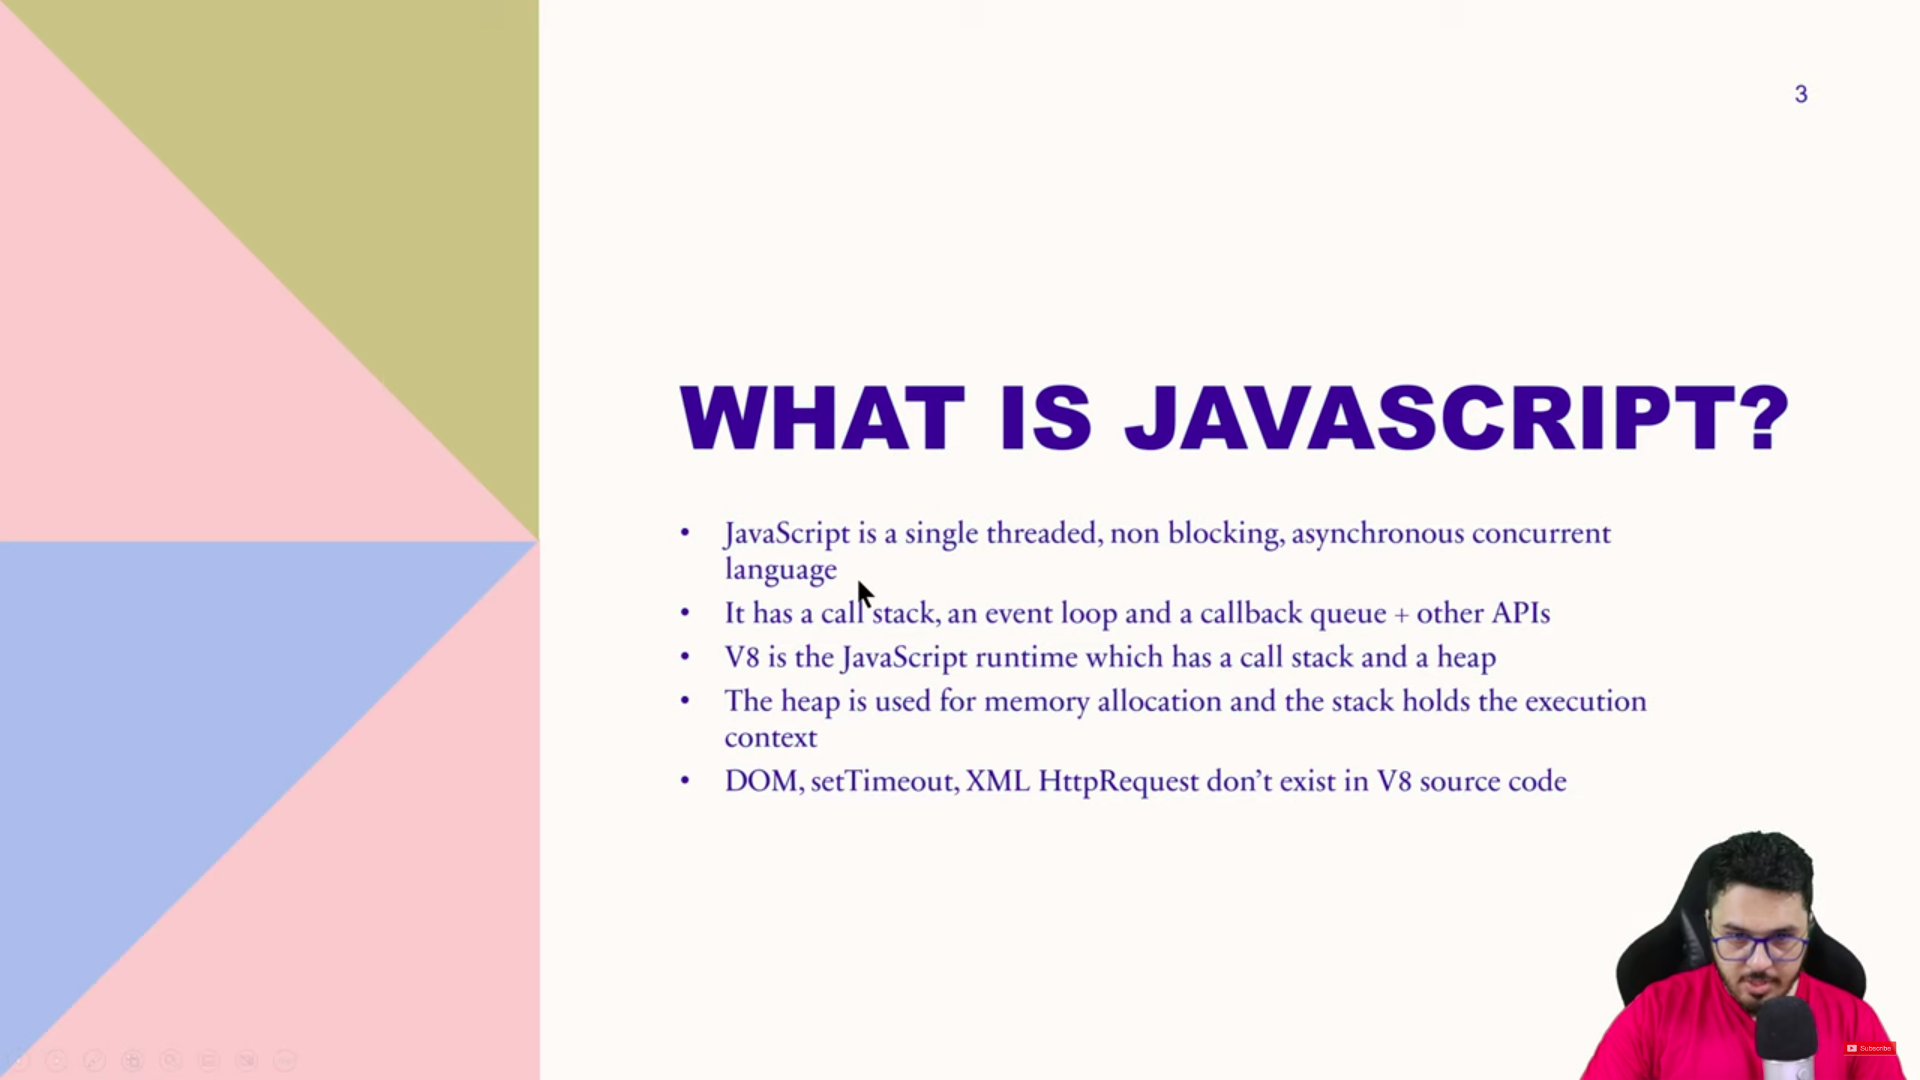 3
WHAT IS JAVASCRIPT?
• JavaScript is a single threaded, non blocking, asynchronous concurrent
language
• It has a call stack, an event loop and a callback queue + other APIs
• V8 is the JavaScript runtime which has a call stack and a heap
• The heap is used for memory allocation and the stack holds the execution
context
• DOM, setTimeout, XML HttpRequest don’t exist in V8 source code
Subscribe